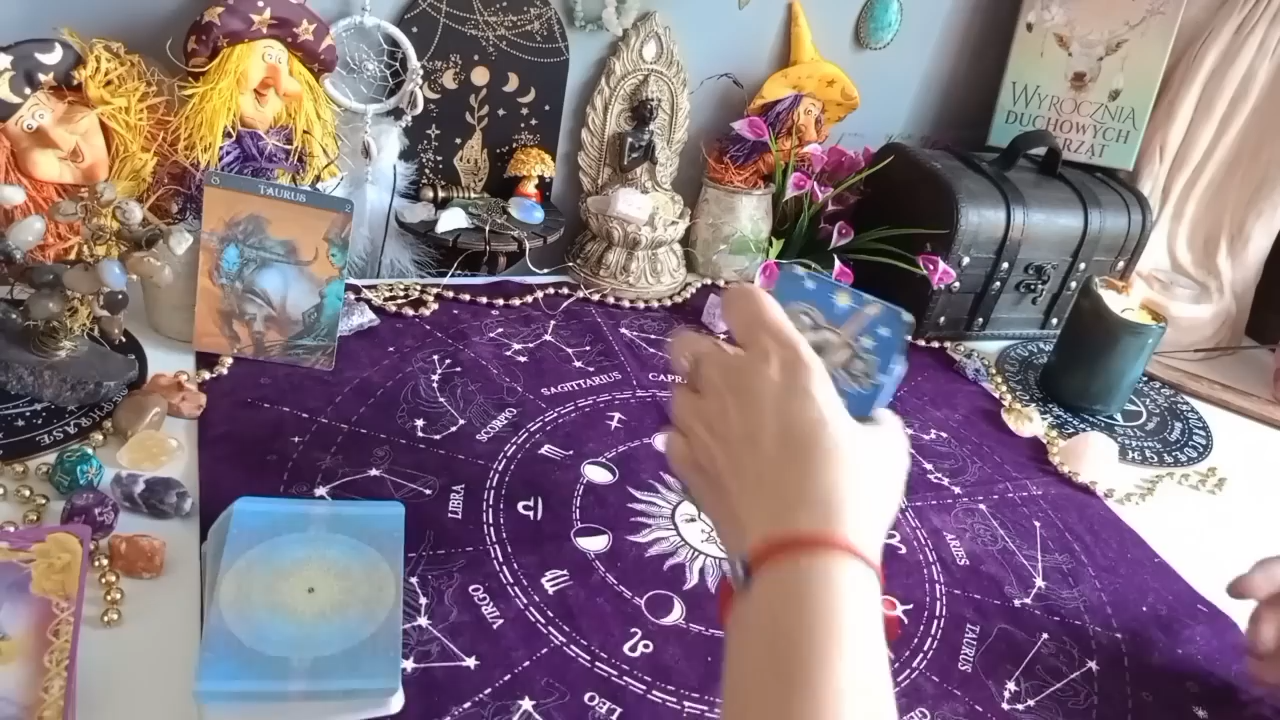 TAURUS
WYROCZNIA
DUCHOWYCH
SAGITTARIUS
SCORPIO
LIBRA
VIRGO
LEO
ARIES
TAURUS